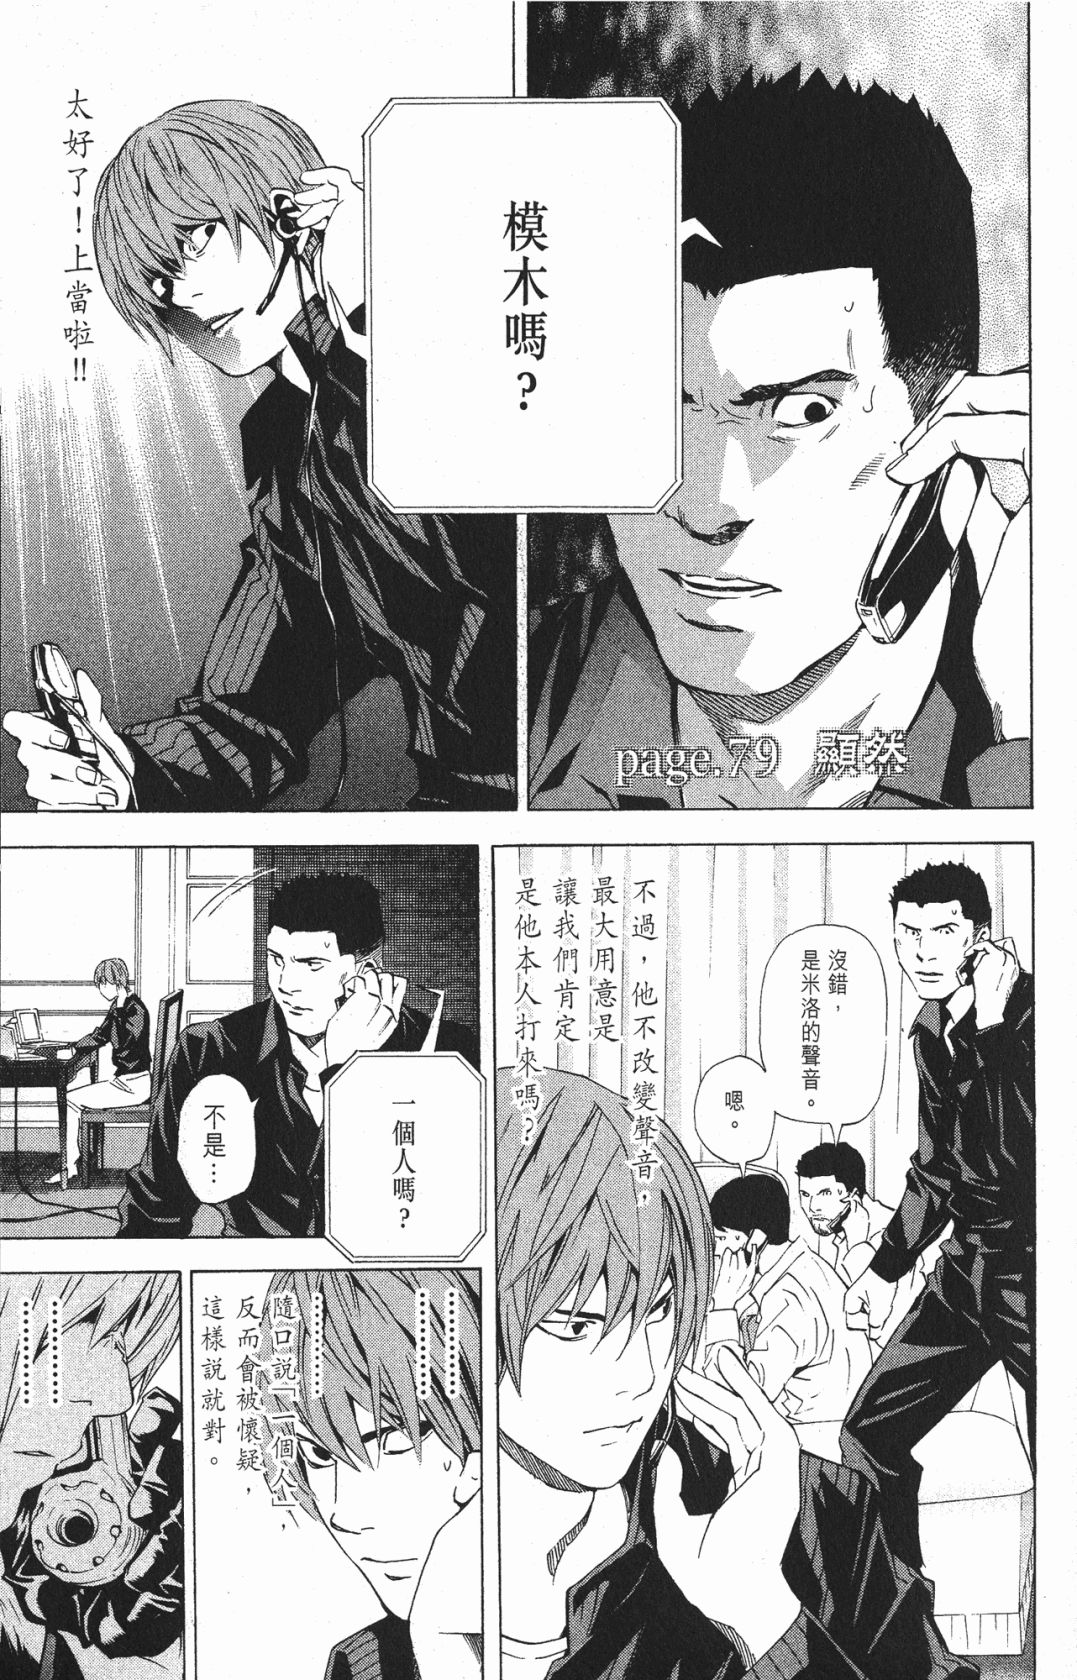 模木嗎?
太好了!上當啦!!
page.79 顯然
沒錯，
是米洛的聲音。
嗯。
不過，他不改變聲音，
最大用意是
讓我們肯定
是他本人打來嗎?
一個人嗎?
不是…
………
………
隨口說「一個人」，
反而會被懷疑，
這樣說就對。
………
………